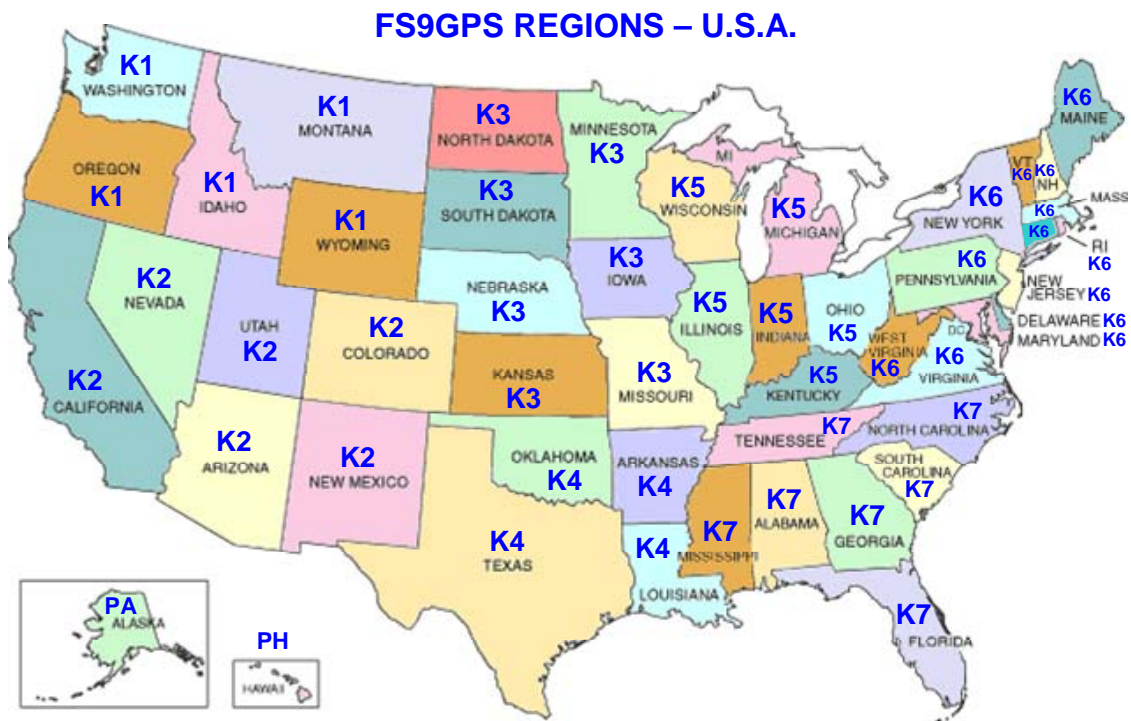 FS9GPS REGIONS – U.S.A.
K1
WASHINGTON
K1
MONTANA
K3
NORTH DAKOTA
MINNESOTA
K3
K6
MAINE
OREGON
K1
K1
IDAHO
K1
WYOMING
K3
SOUTH DAKOTA
K5
WISCONSIN
MI
K5
MICHIGAN
VT
K6
K6
NH
K6
NEW YORK
K6
MASS
K6
RI
K6
K2
NEVADA
UTAH
K2
K2
COLORADO
NEBRASKA
K3
K3
IOWA
K6
PENNSYLVANIA
NEW
JERSEY K6
K2
CALIFORNIA
KANSAS
K3
K3
MISSOURI
K5
ILLINOIS
K5
INDIANA
OHIO
K5
WEST
VIRGINIA
K6
D.C.
DELAWARE K6
MARYLAND K6
K6
VIRGINIA
K5
KENTUCKY
K2
ARIZONA
K2
NEW MEXICO
OKLAHOMA
K4
ARKANSAS
K4
K7
TENNESSEE
K7
NORTH CAROLINA
SOUTH
CAROLINA
K7
K4
TEXAS
K4
LOUISIANA
K7
MISSISSIPPI
K7
ALABAMA
K7
GEORGIA
K7
FLORIDA
PA
ALASKA
PH
HAWAII